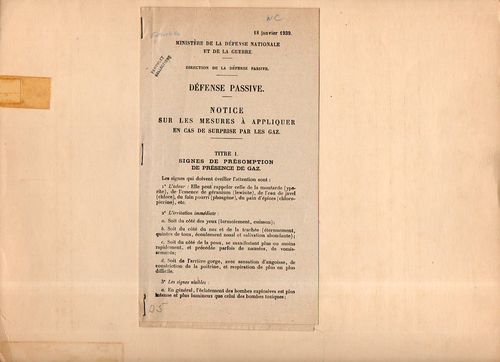 NC
14 janvier 1939.
MINISTÈRE DE LA DÉFENSE NATIONALE
ET DE LA GUERRE.
DIRECTION DE LA DÉFENSE PASSIVE.
DÉFENSE PASSIVE.
NOTICE
SUR LES MESURES À APPLIQUER
EN CAS DE SURPRISE PAR LES GAZ.
TITRE I.
SIGNES DE PRÉSOMPTION
DE PRÉSENCE DE GAZ.
Les signes qui doivent éveiller l'attention sont :
1° L'odeur : Elle peut rappeler celle de la moutarde (ypé-
rite), de l'essence de géranium (lewisite), de l'eau de javel
(chlore), du foin pourri (phosgène), du pain d'épices (chloro-
picrine), etc.
2° L'irritation immédiate :
a. Soit du côté des yeux (larmoiement, cuisson);
b. Soit du côté du nez et de la trachée (éternuement,
quintes de toux, écoulement nasal et salivation abondante);
c. Soit du côté de la peau, se manifestant plus ou moins
rapidement, et précédée parfois de nausées, de vomis-
sements;
d. Soit de l'arrière-gorge, avec sensation d'angoisse, de
constriction de la poitrine, et respiration de plus en plus
difficile.
3° Les signes visibles :
a. En général, l'éclatement des bombes explosives est plus
intense et plus lumineux que celui des bombes toxiques;